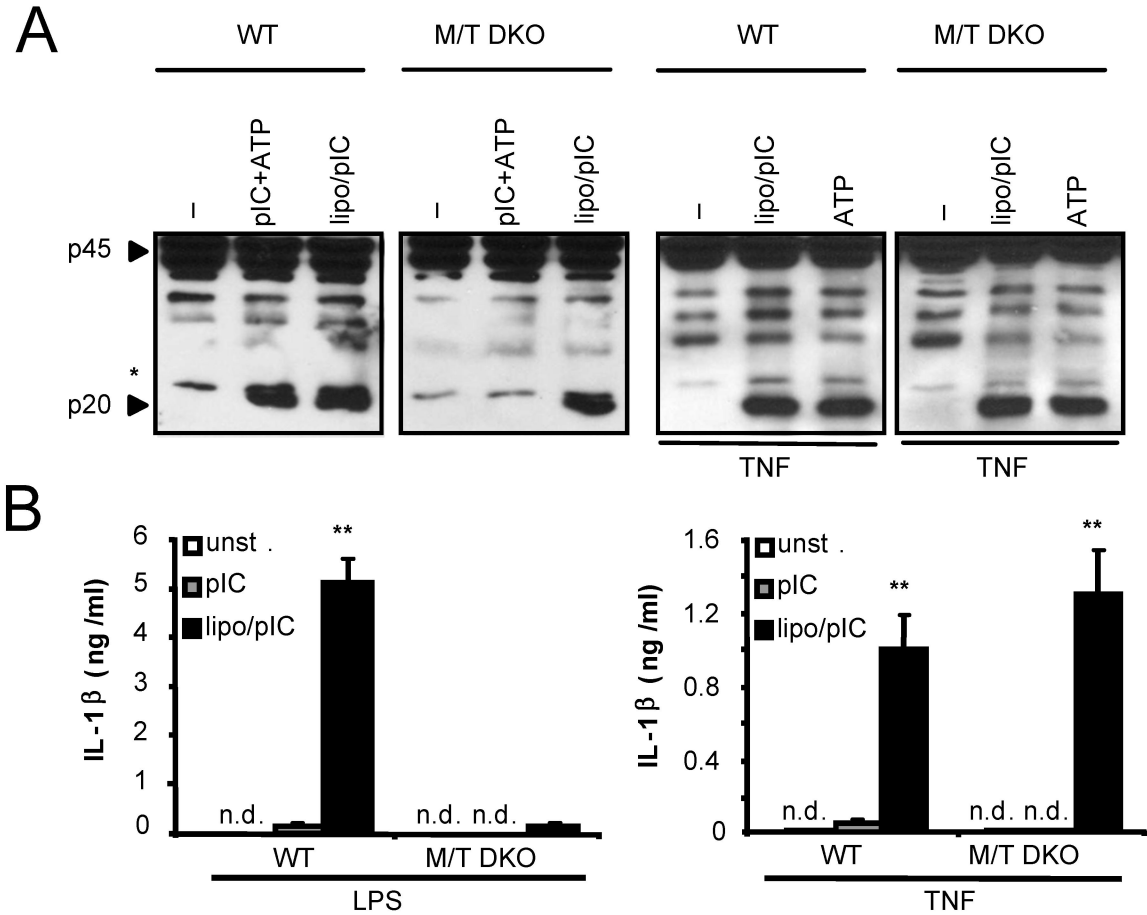 A
WT M/T DKO WT M/T DKO
– pIC+ATP lipo/pIC – pIC+ATP lipo/pIC – lipo/pIC ATP – lipo/pIC ATP
p45
*
p20
TNF TNF
B
IL-1β ( ng /ml)
6
5
4
3
2
1
0
unst .
pIC
lipo/pIC
**
n.d. n.d. n.d.
WT M/T DKO
LPS
IL-1β ( ng /ml)
1.6
1.2
0.8
0.4
0
unst .
pIC
lipo/pIC
** **
n.d. n.d. n.d.
WT M/T DKO
TNF